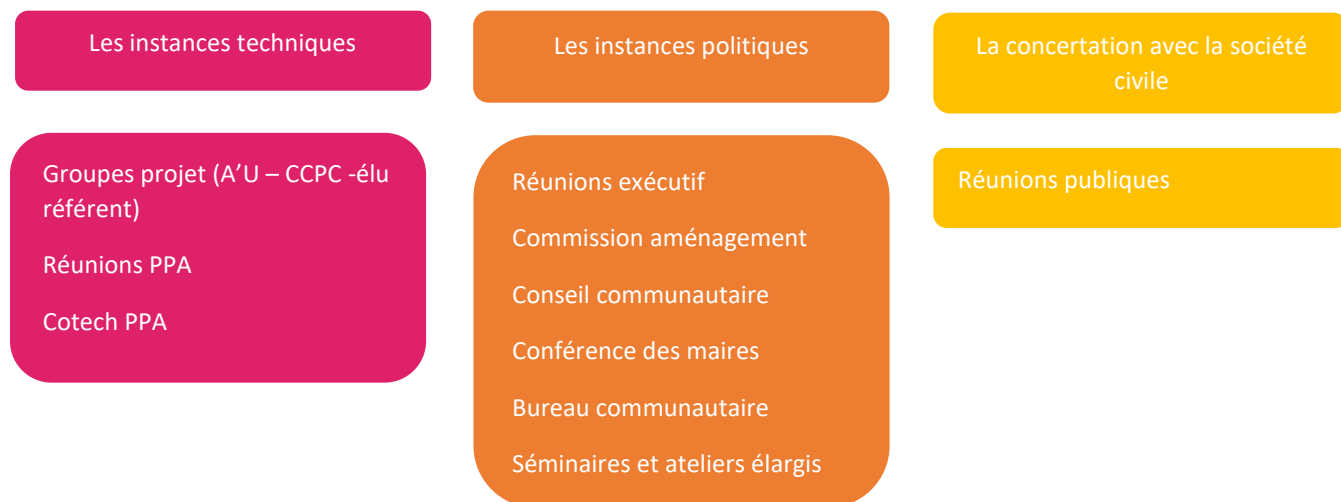 Les instances techniques
Groupes projet (A’U – CCPC -élu
référent)
Réunions PPA
Cotech PPA
Les instances politiques
Réunions exécutif
Commission aménagement
Conseil communautaire
Conférence des maires
Bureau communautaire
Séminaires et ateliers élargis
La concertation avec la société
civile
Réunions publiques